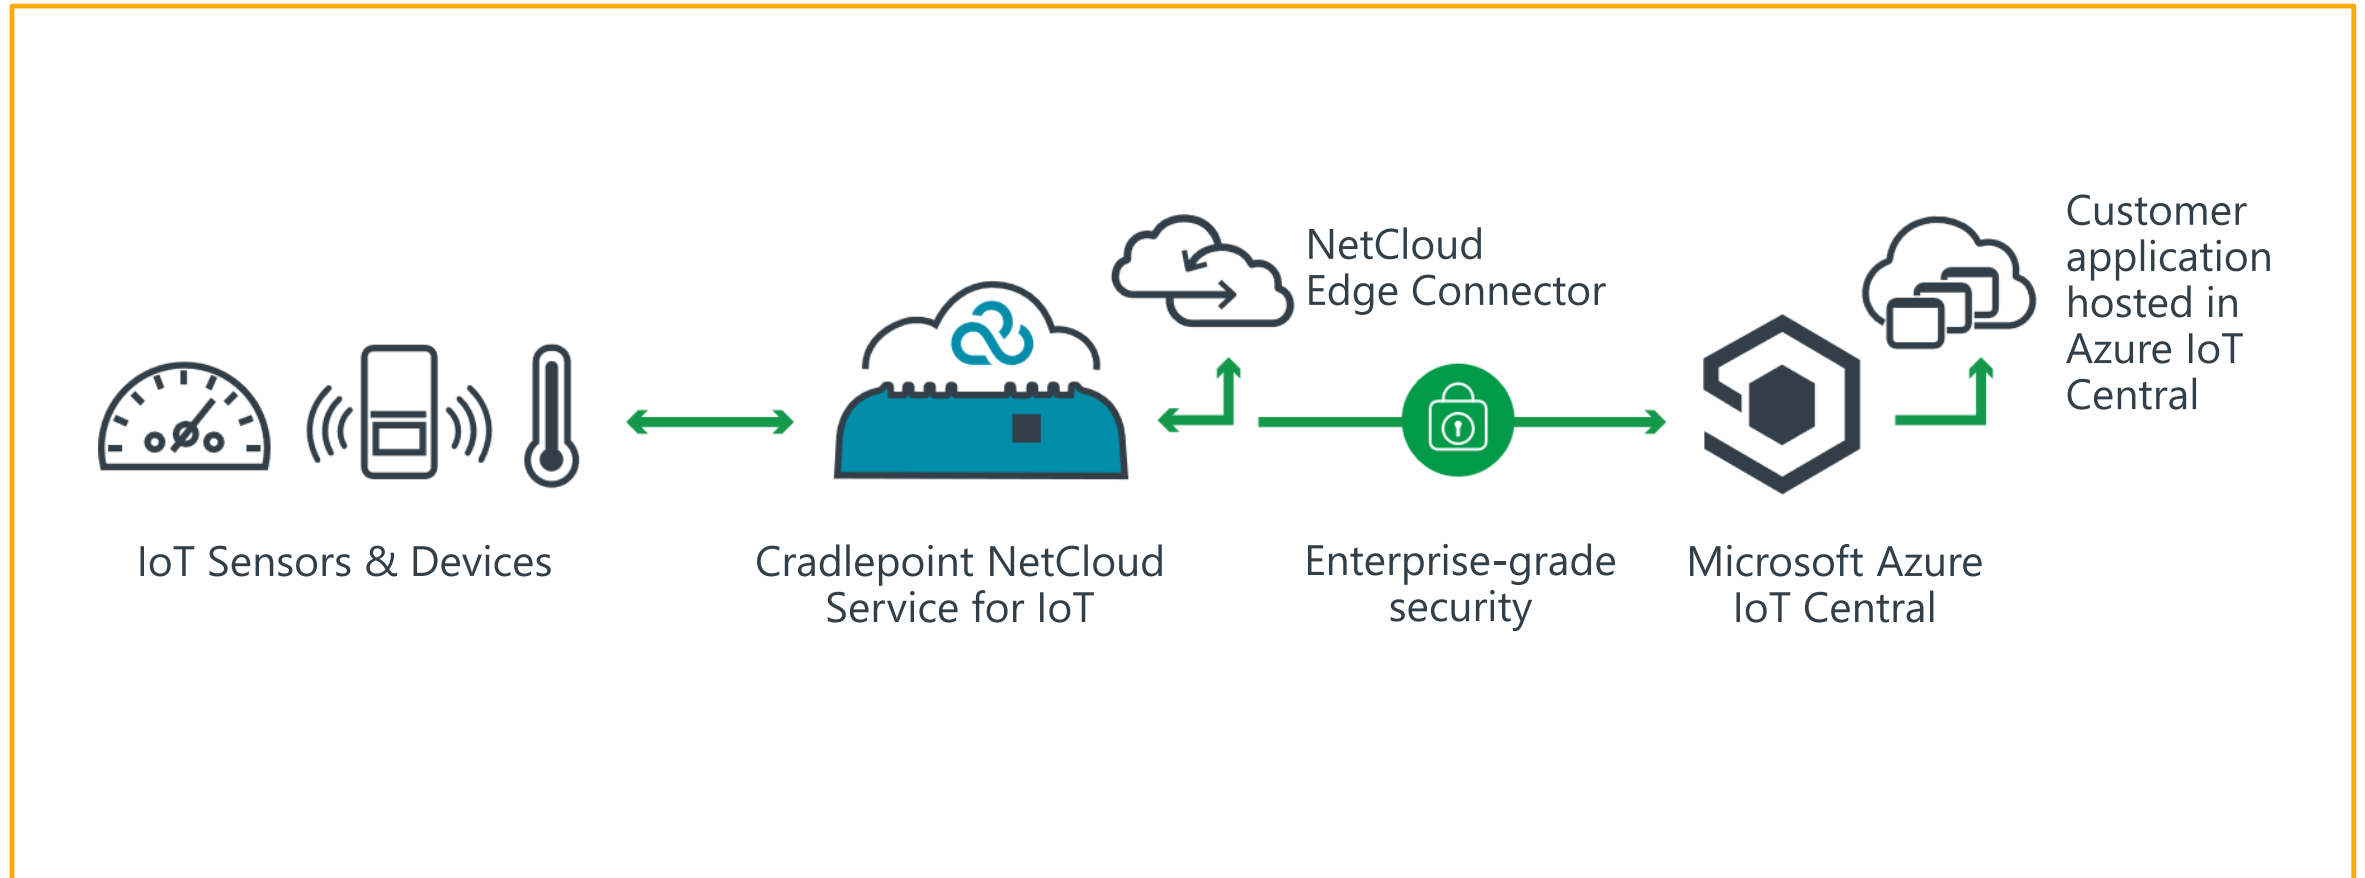 NetCloud
Edge Connector
Customer
application
hosted in
Azure IoT
Central
IoT Sensors & Devices
Cradlepoint NetCloud
Service for IoT
Enterprise-grade
security
Microsoft Azure
IoT Central